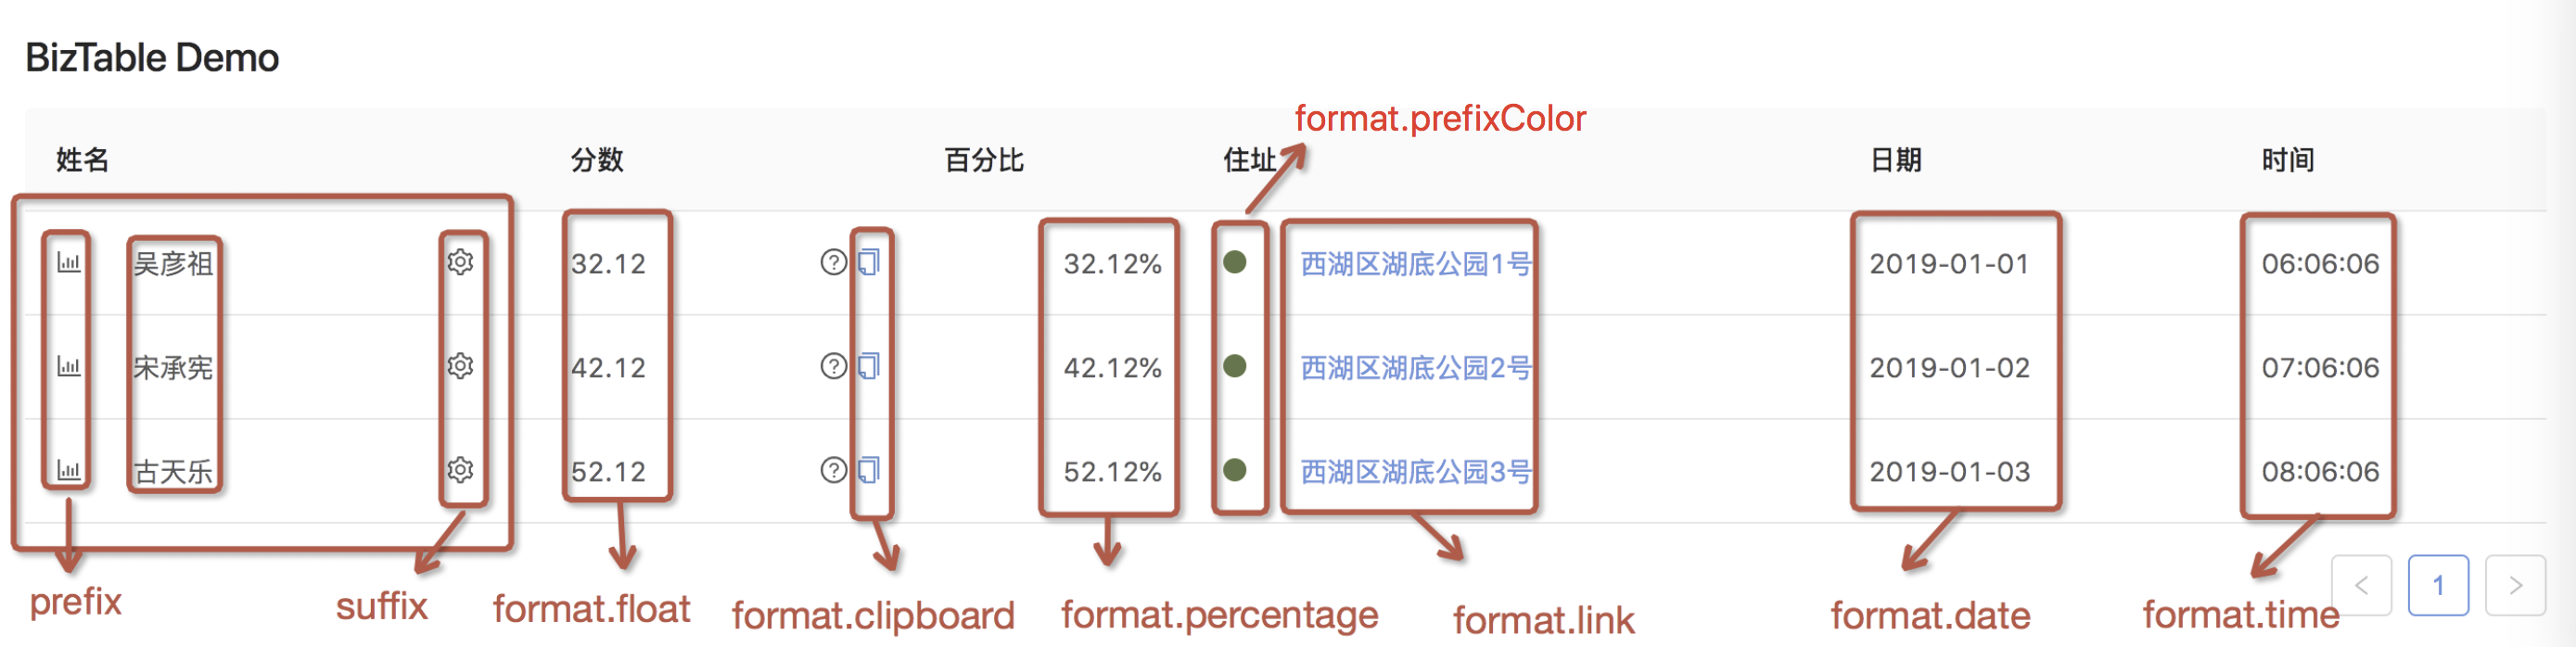 BizTable Demo
format.prefixColor
姓名 分数 百分比 住址 日期 时间
吴彦祖 32.12 32.12% 西湖区湖底公园1号 2019-01-01 06:06:06
宋承宪 42.12 42.12% 西湖区湖底公园2号 2019-01-02 07:06:06
古天乐 52.12 52.12% 西湖区湖底公园3号 2019-01-03 08:06:06
< 1 >
prefix suffix format.float format.clipboard format.percentage format.link format.date format.time